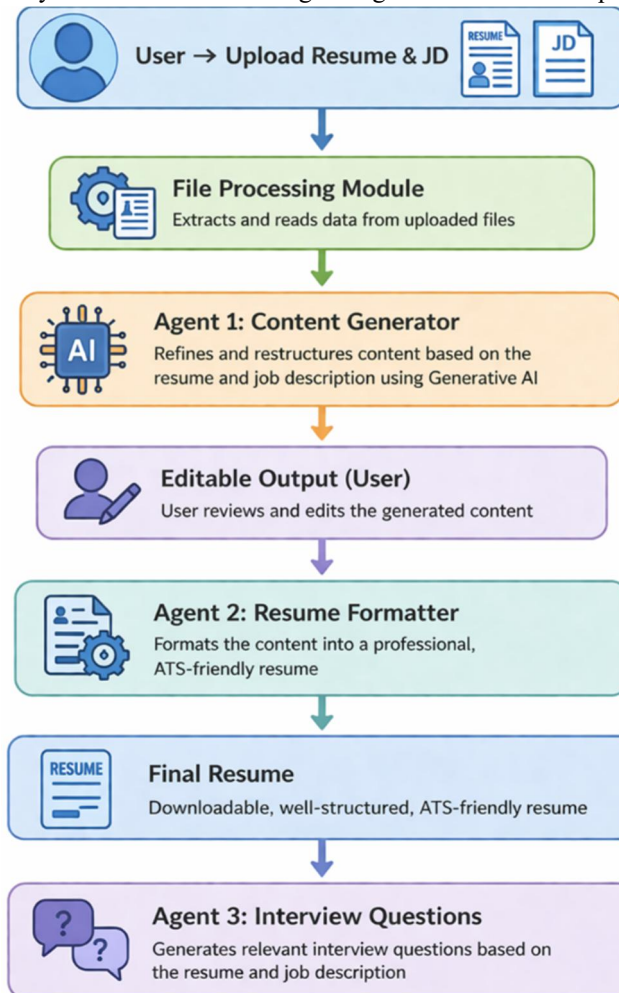 User → Upload Resume & JD
RESUME
JD
File Processing Module
Extracts and reads data from uploaded files
AI
Agent 1: Content Generator
Refines and restructures content based on the
resume and job description using Generative AI
Editable Output (User)
User reviews and edits the generated content
Agent 2: Resume Formatter
Formats the content into a professional,
ATS-friendly resume
RESUME
Final Resume
Downloadable, well-structured, ATS-friendly resume
?
?
Agent 3: Interview Questions
Generates relevant interview questions based on
the resume and job description